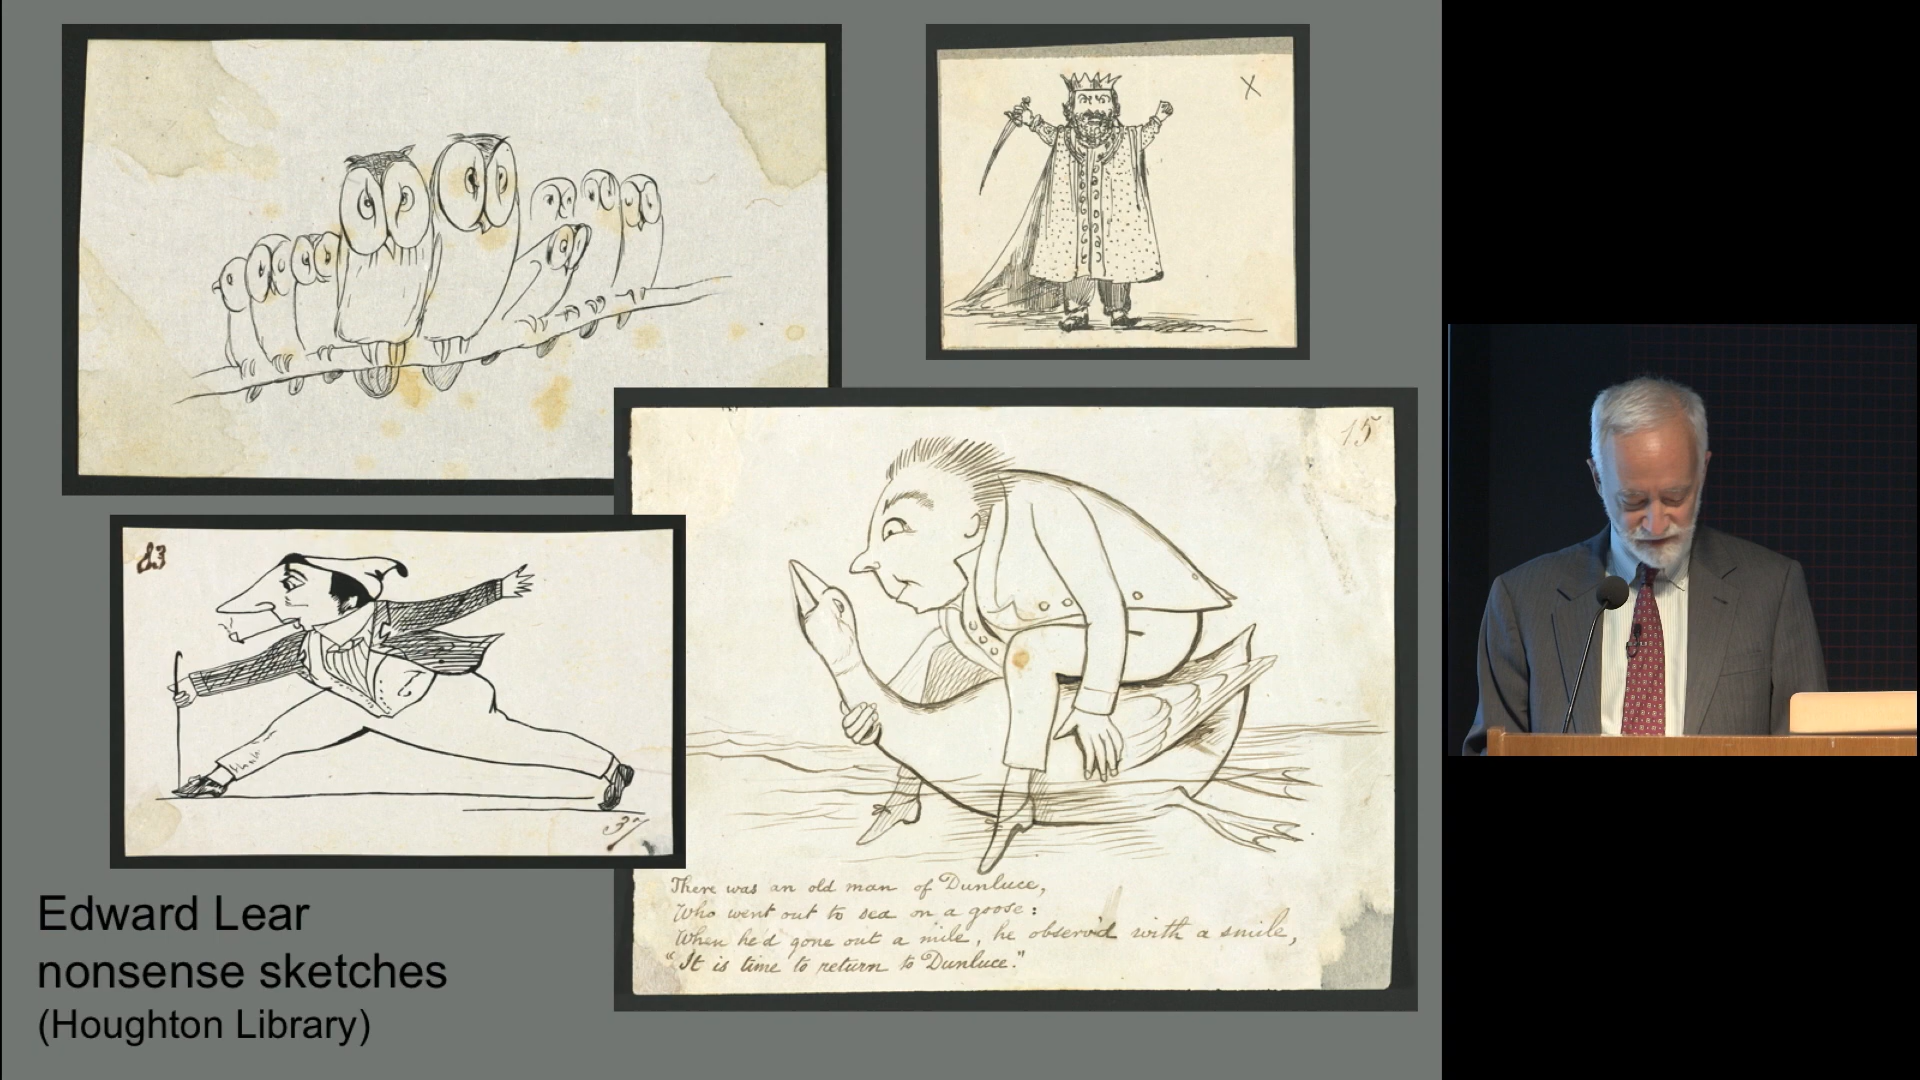 X
15
83
37
There was an old man of Dunluce,
Who went out to sea on a goose:
When he'd gone out a mile, he observ'd with a smile,
"It is time to return to Dunluce."
Edward Lear
nonsense sketches
(Houghton Library)